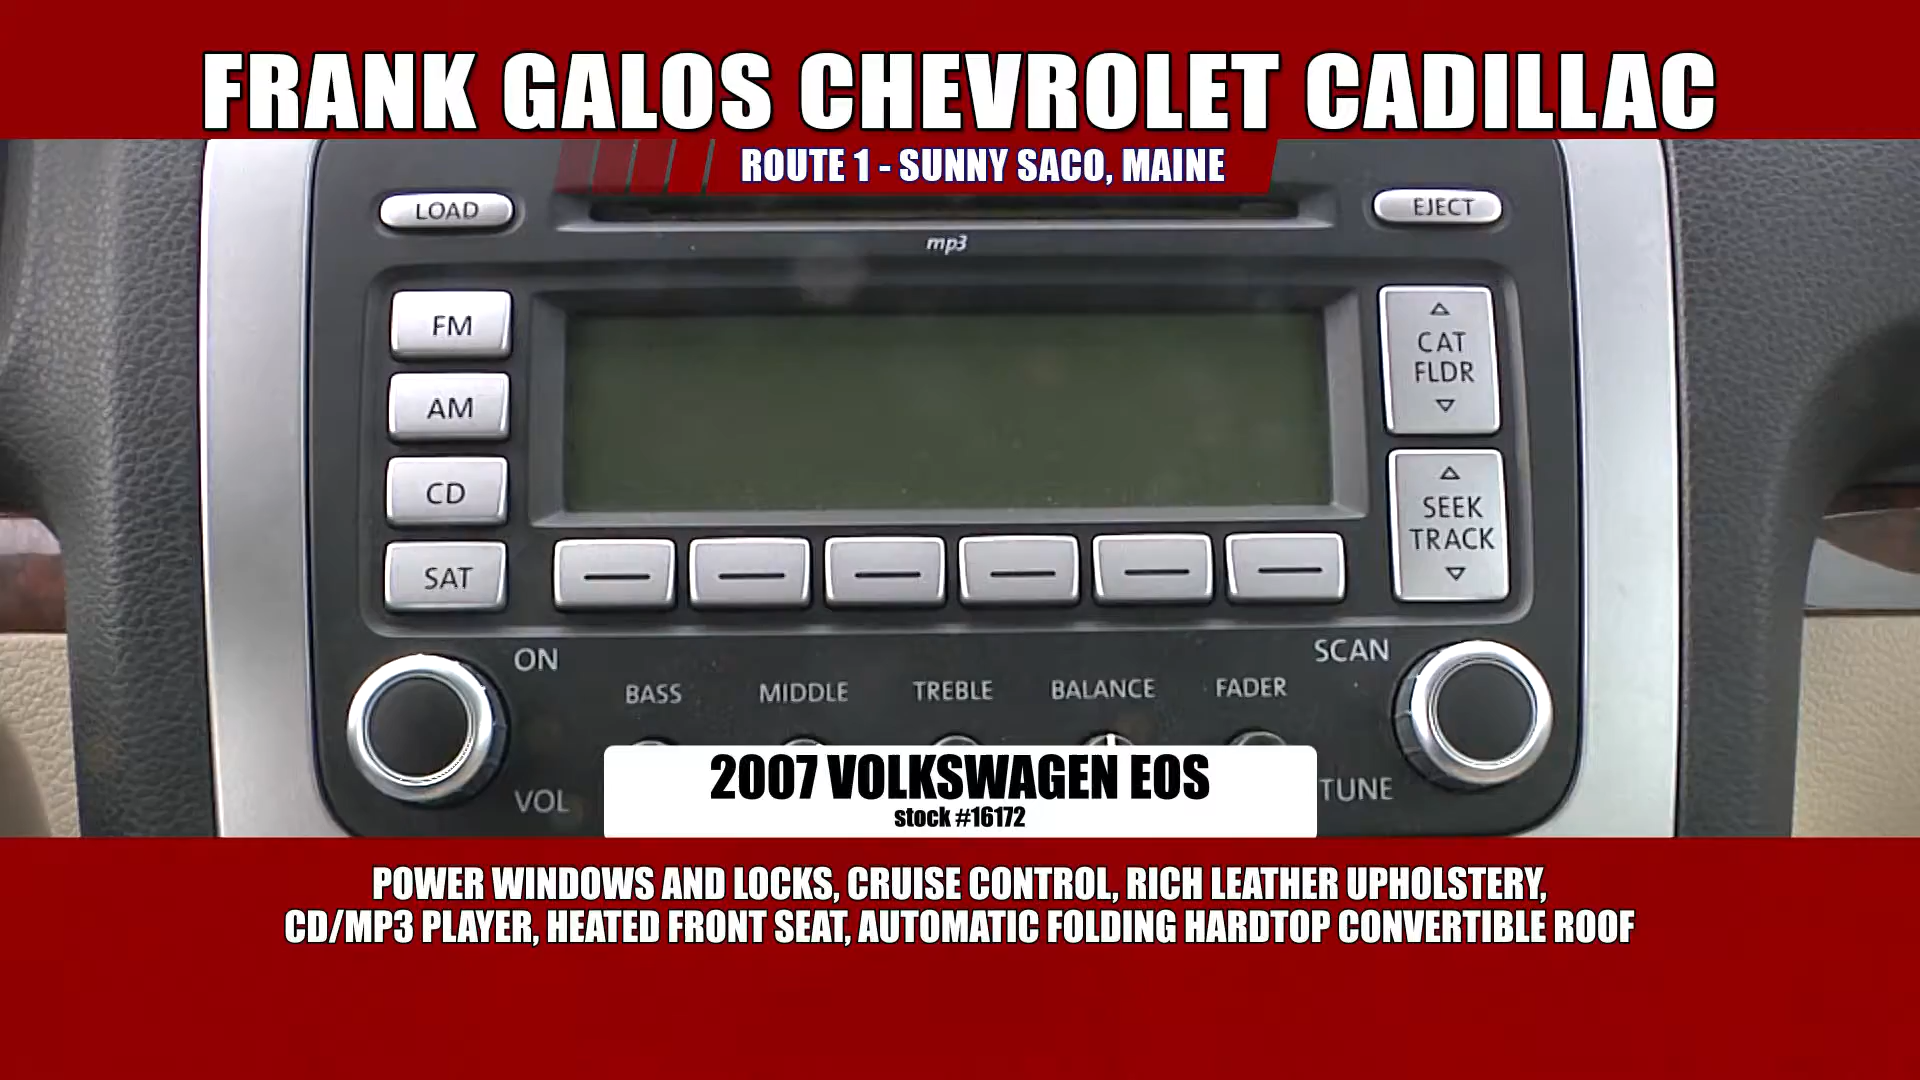 FRANK GALOS CHEVROLET CADILLAC
ROUTE 1 - SUNNY SACO, MAINE
LOAD
EJECT
mp3
FM
AM
CD
SAT
CAT
FLDR
SEEK
TRACK
ON
SCAN
BASS MIDDLE TREBLE BALANCE FADER
VOL
TUNE
2007 VOLKSWAGEN EOS
stock #16172
POWER WINDOWS AND LOCKS, CRUISE CONTROL, RICH LEATHER UPHOLSTERY,
CD/MP3 PLAYER, HEATED FRONT SEAT, AUTOMATIC FOLDING HARDTOP CONVERTIBLE ROOF